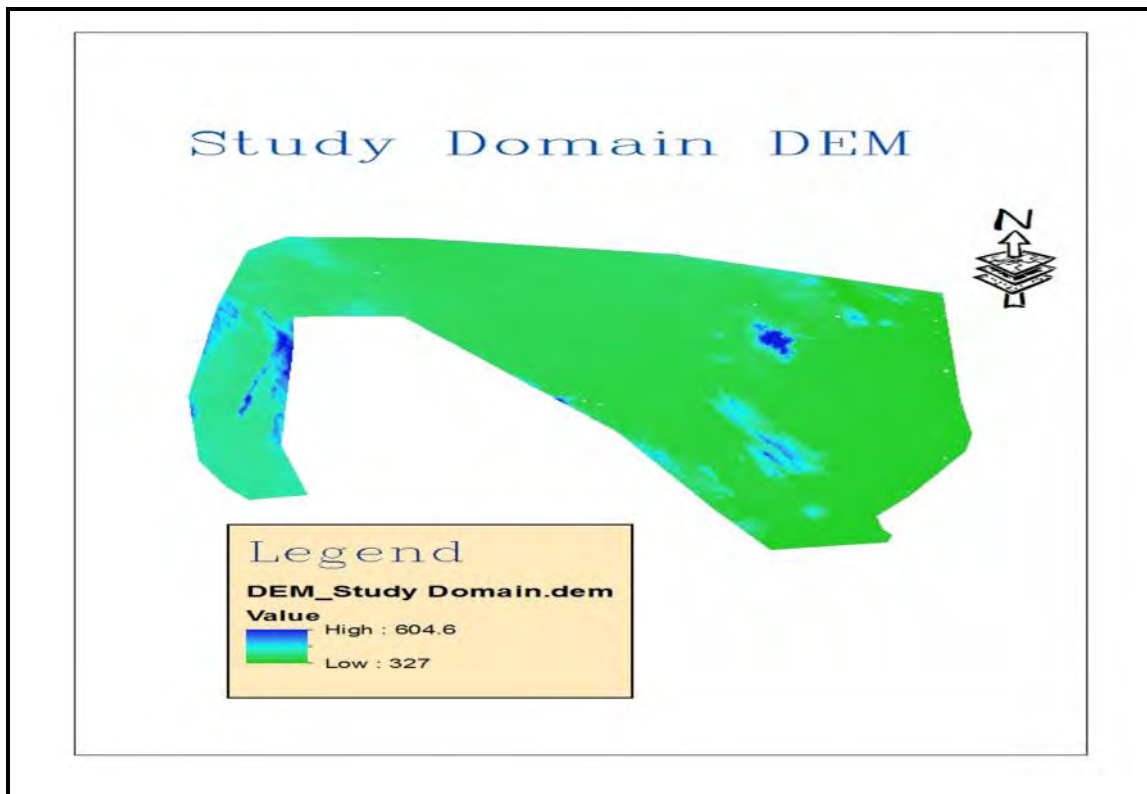 Study Domain DEM
N
Legend
DEM_Study Domain.dem
Value
High : 604.6
Low : 327